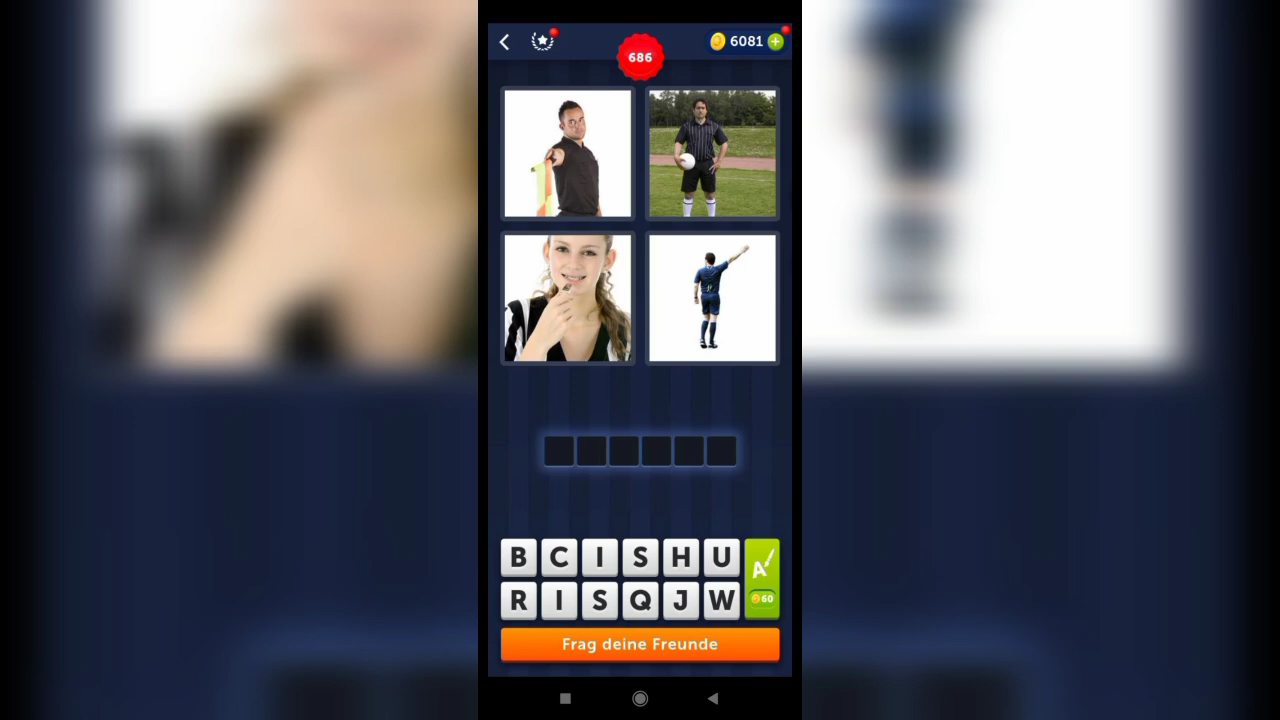 686
6081
B C I S H U
R I S Q J W
A
60
Frag deine Freunde